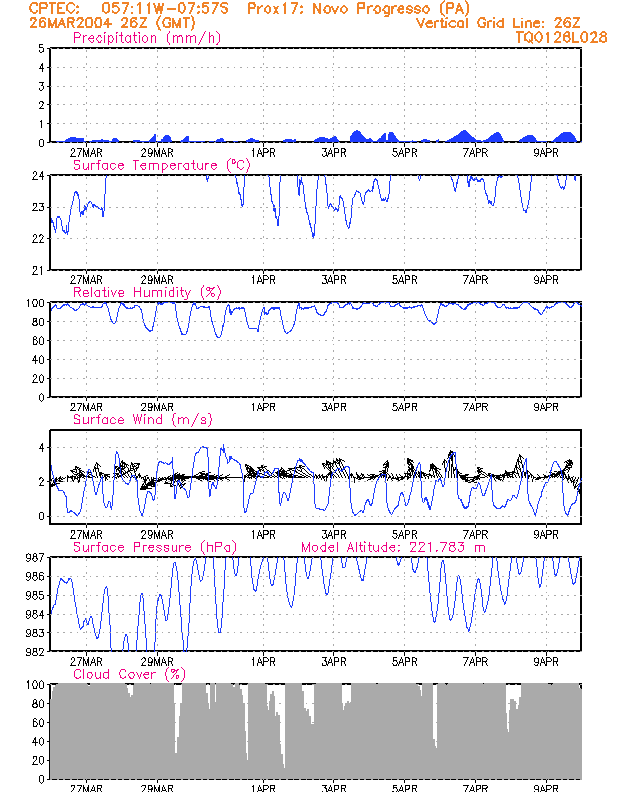 CPTEC: 057:11W-07:57S Prox17: Novo Progresso (PA)
26MAR2004 26Z (GMT) Vertical Grid Line: 26Z
Precipitation (mm/h) TQ0126L028
5
4
3
2
1
0
27MAR 29MAR 1APR 3APR 5APR 7APR 9APR
Surface Temperature (°C)
24
23
22
21
27MAR 29MAR 1APR 3APR 5APR 7APR 9APR
Relative Humidity (%)
100
80
60
40
20
0
27MAR 29MAR 1APR 3APR 5APR 7APR 9APR
Surface Wind (m/s)
4
2
0
27MAR 29MAR 1APR 3APR 5APR 7APR 9APR
Surface Pressure (hPa) Model Altitude: 221.783 m
987
986
985
984
983
982
27MAR 29MAR 1APR 3APR 5APR 7APR 9APR
Cloud Cover (%)
100
80
60
40
20
0
27MAR 29MAR 1APR 3APR 5APR 7APR 9APR